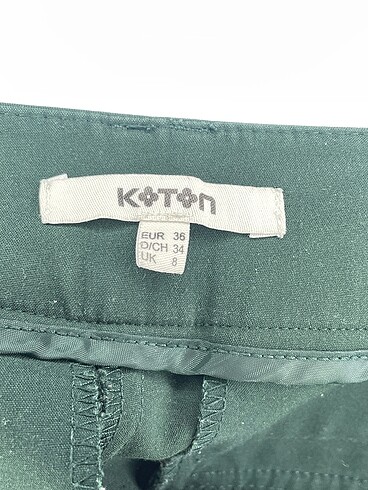 KOTON
EUR 36
D/CH 34
UK 8